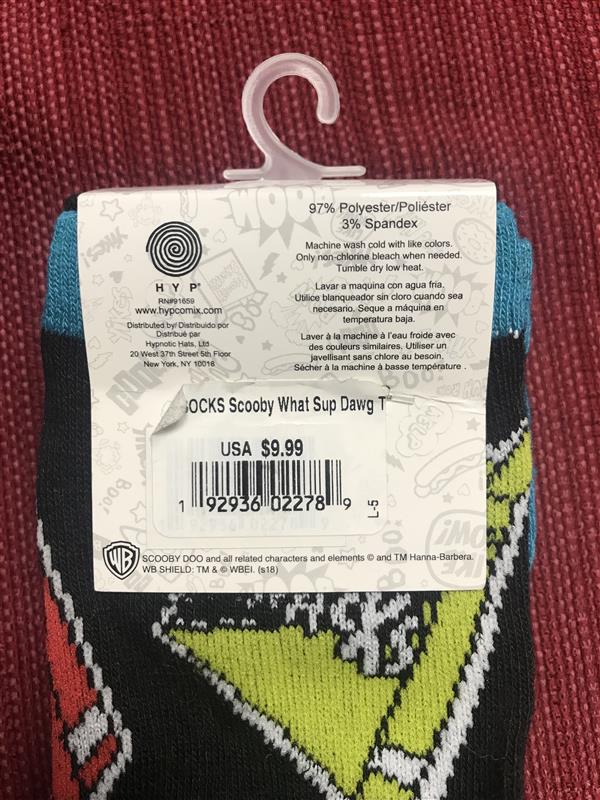 97% Polyester/Poliéster
3% Spandex
Machine wash cold with like colors.
Only non-chlorine bleach when needed.
Tumble dry low heat.
Lavar a maquina con agua fria.
Utilice blanqueador sin cloro cuando sea
necesario. Seque a máquina en
temperatura baja.
Laver à la machine à l'eau froide avec
des couleurs similaires. Utiliser un
javellisant sans chlore au besoin.
Sécher à la machine à basse température .
HYP®
RN#91659
www.hypcomix.com
Distributed by/ Distribuido por
Distribué par
Hypnotic Hats, Ltd
20 West 37th Street 5th Floor
New York, NY 10018
SOCKS Scooby What Sup Dawg T
USA $9.99
1 92936 02278 9
L-5
WB
SCOOBY DOO and all related characters and elements © and TM Hanna-Barbera.
WB SHIELD: TM & © WBEI. (s18)